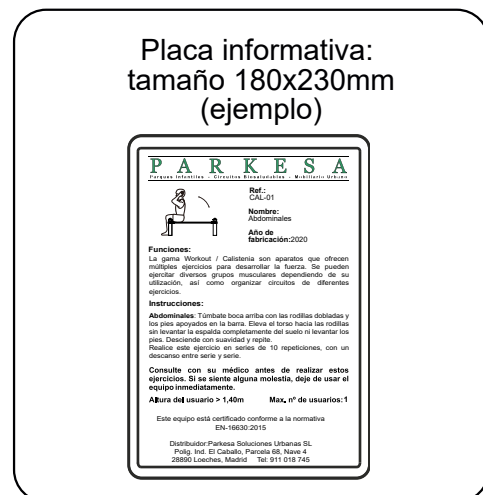 Placa informativa:
tamaño 180x230mm
(ejemplo)
PARKESA
Parques Infantiles - Circuitos Biosaludables - Mobiliario Urbano
Ref.:
CAL-01
Nombre:
Abdominales
Año de
fabricación:2020
Funciones:
La gama Workout / Calistenia son aparatos que ofrecen
múltiples ejercicios para desarrollar la fuerza. Se pueden
ejercitar diversos grupos musculares dependiendo de su
utilización, así como organizar circuitos de diferentes
ejercicios.
Instrucciones:
Abdominales: Túmbate boca arriba con las rodillas dobladas y
los pies apoyados en la barra. Eleva el torso hacia las rodillas
sin levantar la espalda completamente del suelo ni levantar los
pies. Desciende con suavidad y repite.
Realice este ejercicio en series de 10 repeticiones, con un
descanso entre serie y serie.
Consulte con su médico antes de realizar estos
ejercicios. Si se siente alguna molestia, deje de usar el
equipo inmediatamente.
Altura del usuario > 1,40m Max. nº de usuarios:1
Este equipo está certificado conforme a la normativa
EN-16630:2015
Distribuidor:Parkesa Soluciones Urbanas SL
Polig. Ind. El Caballo, Parcela 68, Nave 4
28890 Loeches, Madrid Tel: 911 018 745